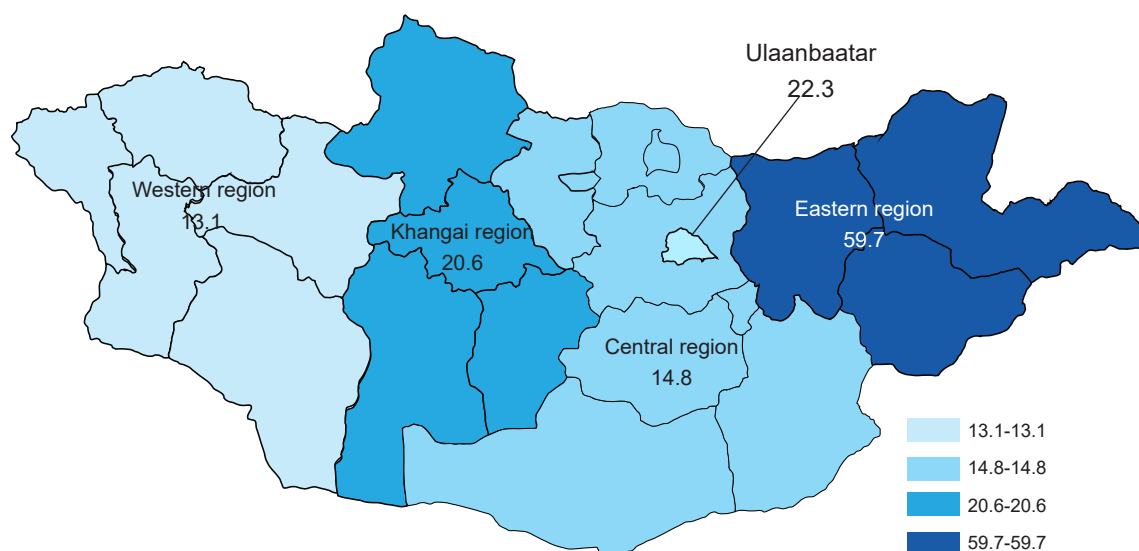 Ulaanbaatar
22.3
Western region
13.1
Khangai region
20.6
Eastern region
59.7
Central region
14.8
13.1-13.1
14.8-14.8
20.6-20.6
59.7-59.7